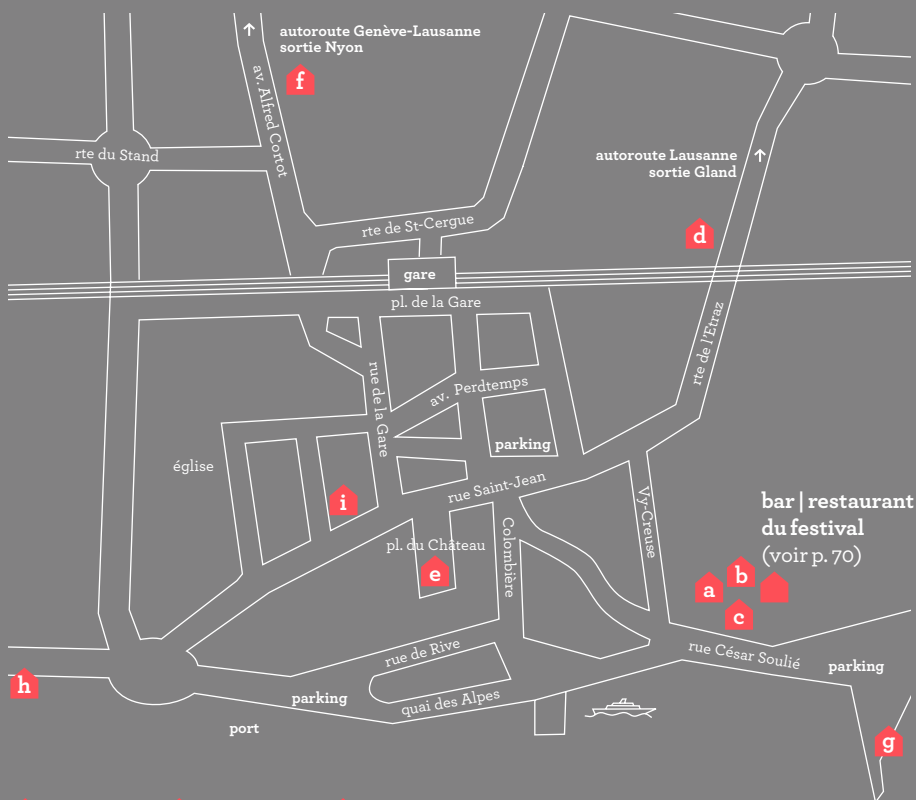 autoroute Genève-Lausanne
sortie Nyon
f
av. Alfred Cortot
rte du Stand
autoroute Lausanne
sortie Gland
d
rte de St-Cergue
gare
pl. de la Gare
rte de l'Etraz
rue de la Gare
av. Perdtemps
parking
église
i
rue Saint-Jean
Vy-Creuse
bar | restaurant
du festival
(voir p. 70)
pl. du Château
Colombière
e
a
b
c
rue de Rive
rue César Soulié
parking
h
parking
quai des Alpes
port
g